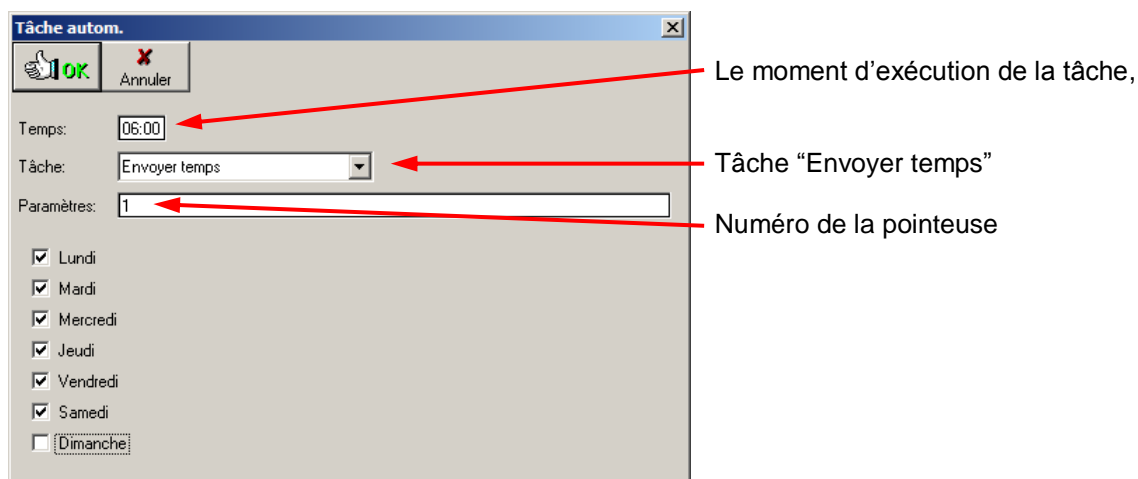 Tâche autom.
OK
Annuler
Le moment d’exécution de la tâche,
Temps: 06:00
Tâche: Envoyer temps
Tâche “Envoyer temps”
Paramètres: 1
Numéro de la pointeuse
Lundi
Mardi
Mercredi
Jeudi
Vendredi
Samedi
Dimanche